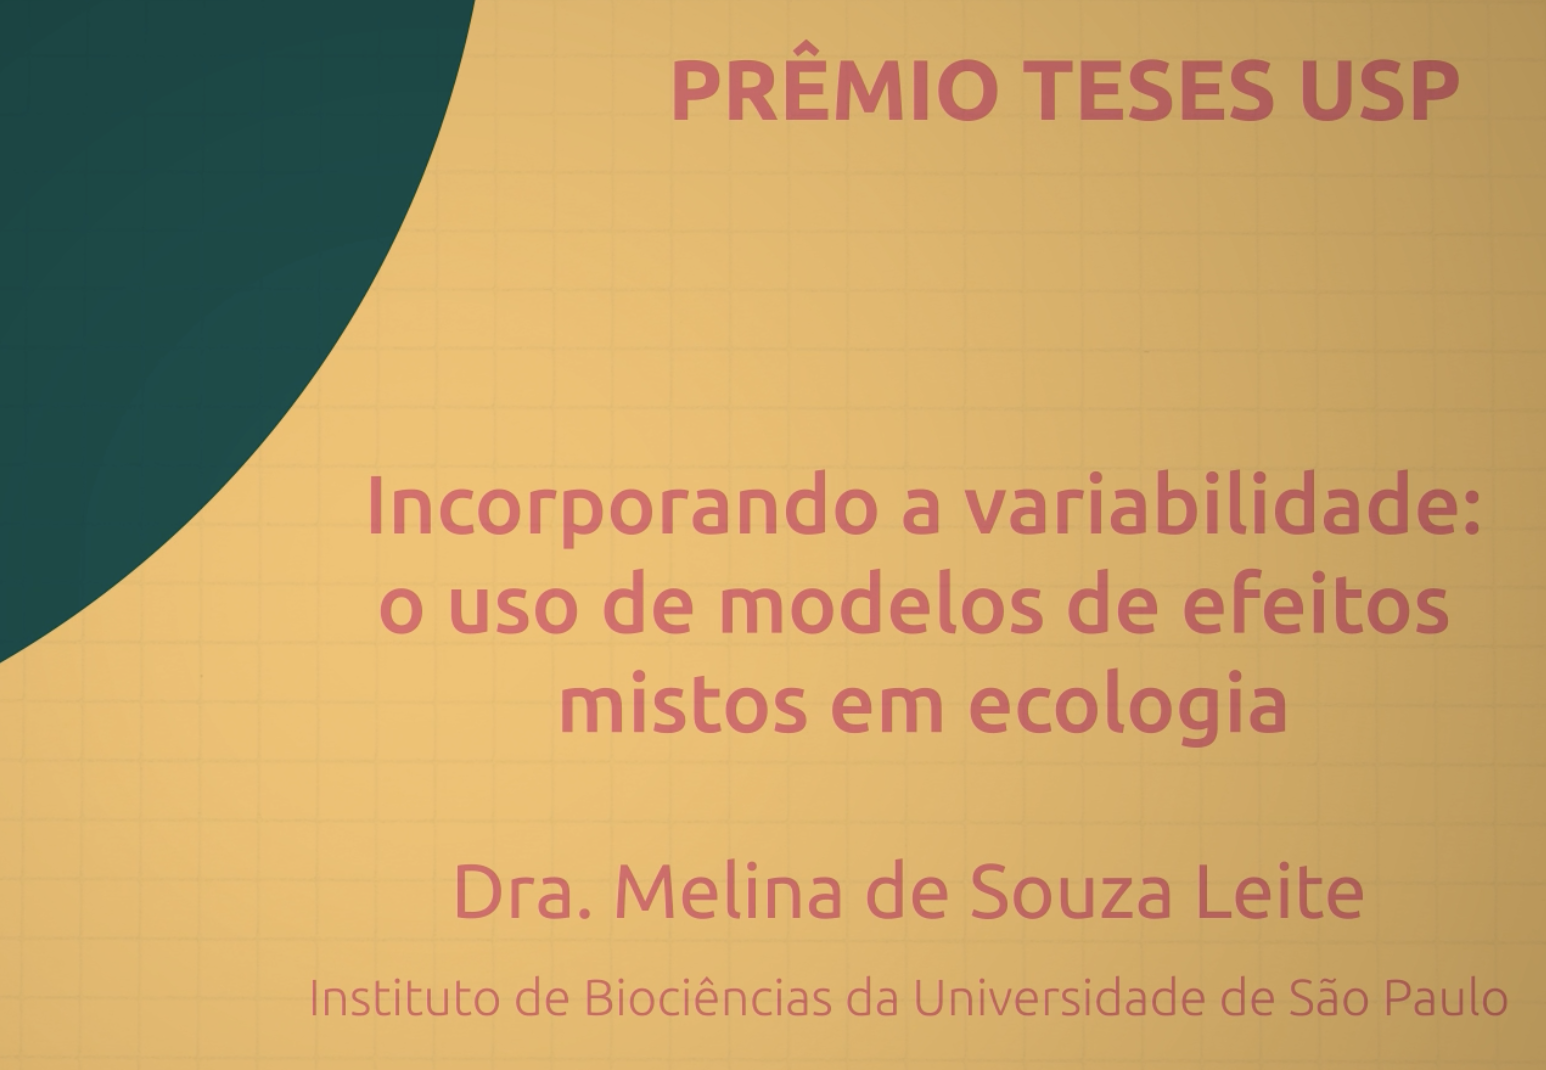 PRÊMIO TESES USP
Incorporando a variabilidade:
o uso de modelos de efeitos
mistos em ecologia
Dra. Melina de Souza Leite
Instituto de Biociências da Universidade de São Paulo